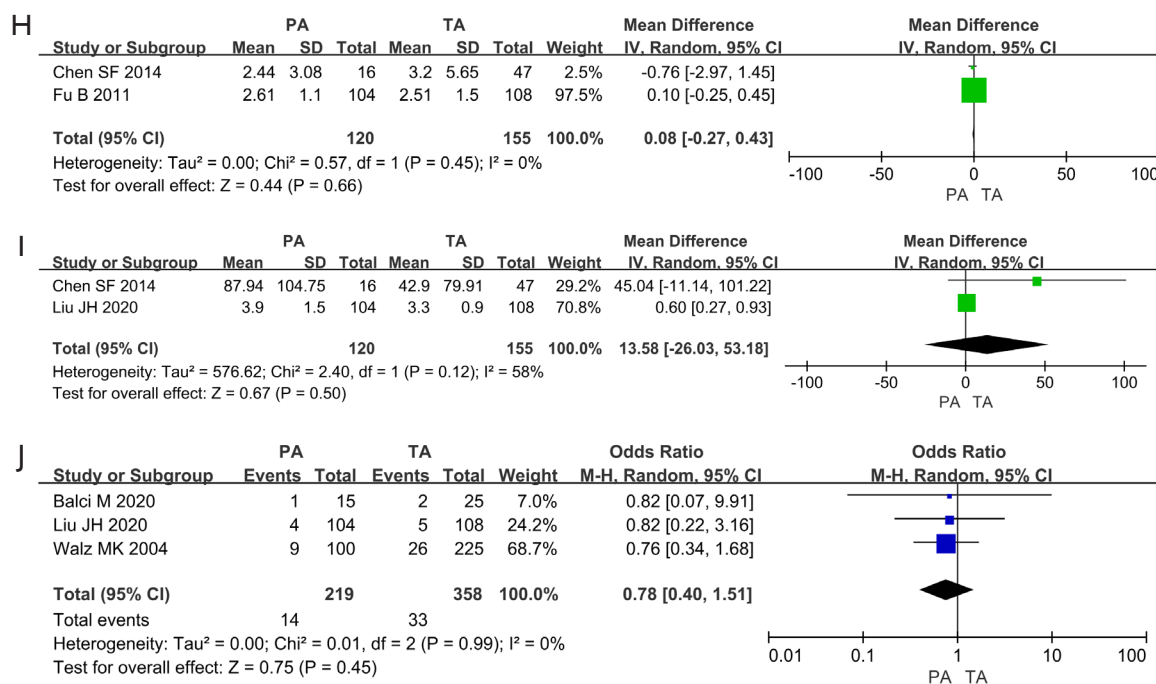 H
PA TA Mean Difference Mean Difference
Study or Subgroup Mean SD Total Mean SD Total Weight IV, Random, 95% CI IV, Random, 95% CI
Chen SF 2014 2.44 3.08 16 3.2 5.65 47 2.5% -0.76 [-2.97, 1.45]
Fu B 2011 2.61 1.1 104 2.51 1.5 108 97.5% 0.10 [-0.25, 0.45]
Total (95% CI) 120 155 100.0% 0.08 [-0.27, 0.43]
Heterogeneity: Tau² = 0.00; Chi² = 0.57, df = 1 (P = 0.45); I² = 0%
Test for overall effect: Z = 0.44 (P = 0.66)
-100 -50 0 50 100
PA TA
I
PA TA Mean Difference Mean Difference
Study or Subgroup Mean SD Total Mean SD Total Weight IV, Random, 95% CI IV, Random, 95% CI
Chen SF 2014 87.94 104.75 16 42.9 79.91 47 29.2% 45.04 [-11.14, 101.22]
Liu JH 2020 3.9 1.5 104 3.3 0.9 108 70.8% 0.60 [0.27, 0.93]
Total (95% CI) 120 155 100.0% 13.58 [-26.03, 53.18]
Heterogeneity: Tau² = 576.62; Chi² = 2.40, df = 1 (P = 0.12); I² = 58%
Test for overall effect: Z = 0.67 (P = 0.50)
-100 -50 0 50 100
PA TA
J
PA TA Odds Ratio Odds Ratio
Study or Subgroup Events Total Events Total Weight M-H, Random, 95% CI M-H, Random, 95% CI
Balci M 2020 1 15 2 25 7.0% 0.82 [0.07, 9.91]
Liu JH 2020 4 104 5 108 24.2% 0.82 [0.22, 3.16]
Walz MK 2004 9 100 26 225 68.7% 0.76 [0.34, 1.68]
Total (95% CI) 219 358 100.0% 0.78 [0.40, 1.51]
Total events 14 33
Heterogeneity: Tau² = 0.00; Chi² = 0.01, df = 2 (P = 0.99); I² = 0%
Test for overall effect: Z = 0.75 (P = 0.45)
0.01 0.1 1 10 100
PA TA